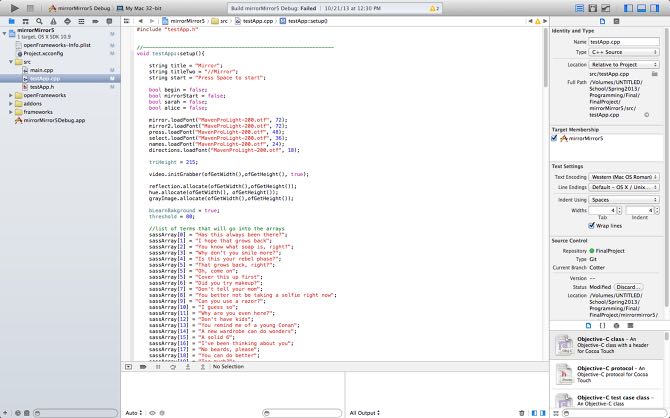 mirrorMirror5 Debug
My Mac 32-bit
Build mirrorMirror5 Debug: Failed
10/21/13 at 12:30 PM
2
mirrorMirror5
1 target, OS X SDK 10.9
M
openFrameworks-Info.plist
Project.xcconfig
src
main.cpp
testApp.cpp
testApp.h
openFrameworks
addons
frameworks
mirrorMirror5Debug.app
mirrorMirror5
src
testApp.cpp
testApp::setup()
#include "testApp.h"
void testApp::setup(){
string title = "Mirror";
string titleTwo = "//Mirror";
string start = "Press Space to start";
bool begin = false;
bool mirrorStart = false;
bool sarah = false;
bool alice = false;
mirror.loadFont("MavenProLight-200.otf", 72);
mirror2.loadFont("MavenProLight-200.otf", 72);
press.loadFont("MavenProLight-200.otf", 48);
select.loadFont("MavenProLight-200.otf", 36);
names.loadFont("MavenProLight-200.otf", 24);
directions.loadFont("MavenProLight-200.otf", 18);
triHeight = 215;
video.initGrabber(ofGetWidth(),ofGetHeight(), true);
reflection.allocate(ofGetWidth(),ofGetHeight());
hue.allocate(ofGetWidth(), ofGetHeight());
grayImage.allocate(ofGetWidth(),ofGetHeight());
bLearnBakground = true;
threshold = 80;
//list of terms that will go into the arrays
sassArray[0] = "Has this always been there?";
sassArray[1] = "I hope that grows back";
sassArray[2] = "You know what soap is, right?";
sassArray[3] = "Why don't you smile more?";
sassArray[4] = "Is this your rebel phase?";
sassArray[5] = "That grows back, right?";
sassArray[5] = "Oh, come on";
sassArray[5] = "Cover this up first";
sassArray[6] = "Did you try makeup?";
sassArray[7] = "Don't tell your mom";
sassArray[8] = "You better not be taking a selfie right now";
sassArray[9] = "Can you use a razor?";
sassArray[10] = "I guess so";
sassArray[11] = "Why are you even here?";
sassArray[12] = "Don't have kids";
sassArray[13] = "You remind me of a young Conan";
sassArray[14] = "A new wardrobe can do wonders";
sassArray[15] = "A solid 6"
sassArray[16] = "I've been thinking about you";
sassArray[17] = "No beards, please";
sassArray[18] = "You can do better";
No Selection
Auto
All Output
Identity and Type
Name testApp.cpp
Type C++ Source
Location Relative to Project
src/testApp.cpp
Full Path /Volumes/UNTITLED/
School/Spring2013/
Programming/Final/
FinalProject/
mirrorMirror5/src/
testApp.cpp
Target Membership
mirrorMirror5
Text Settings
Text Encoding Western (Mac OS Roman)
Line Endings Default - OS X / Unix...
Indent Using Spaces
Widths 4 4
Tab Indent
Wrap lines
Source Control
Repository FinalProject
Type Git
Current Branch Cotter
Version --
Status Modified Discard...
Location /Volumes/UNTITLED/
School/Spring2013/
Programming/Final/
FinalProject/mirrormirror5/
Objective-C class - An
Objective-C class with a header
for Cocoa Touch
Objective-C protocol - An
Objective-C protocol for Cocoa
Touch
Objective-C test case class